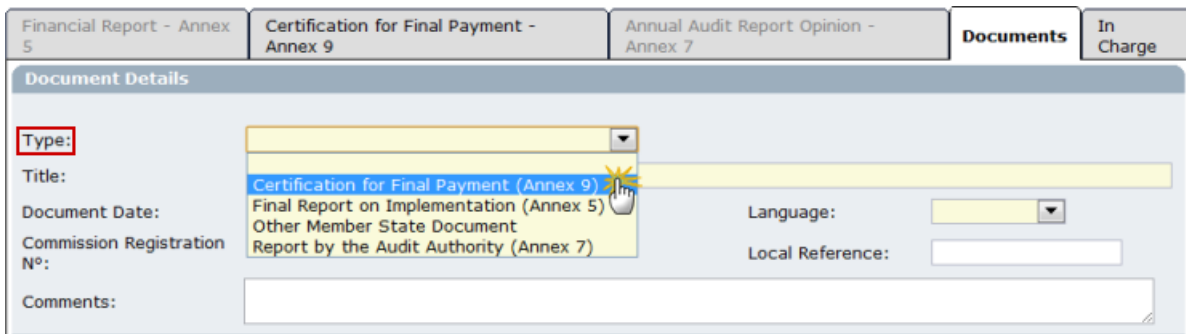 Financial Report - Annex 5
Certification for Final Payment - Annex 9
Annual Audit Report Opinion - Annex 7
Documents
In Charge
Document Details
Type:
Title:
Certification for Final Payment (Annex 9)
Final Report on Implementation (Annex 5)
Other Member State Document
Report by the Audit Authority (Annex 7)
Document Date:
Language:
Commission Registration N°:
Local Reference:
Comments: